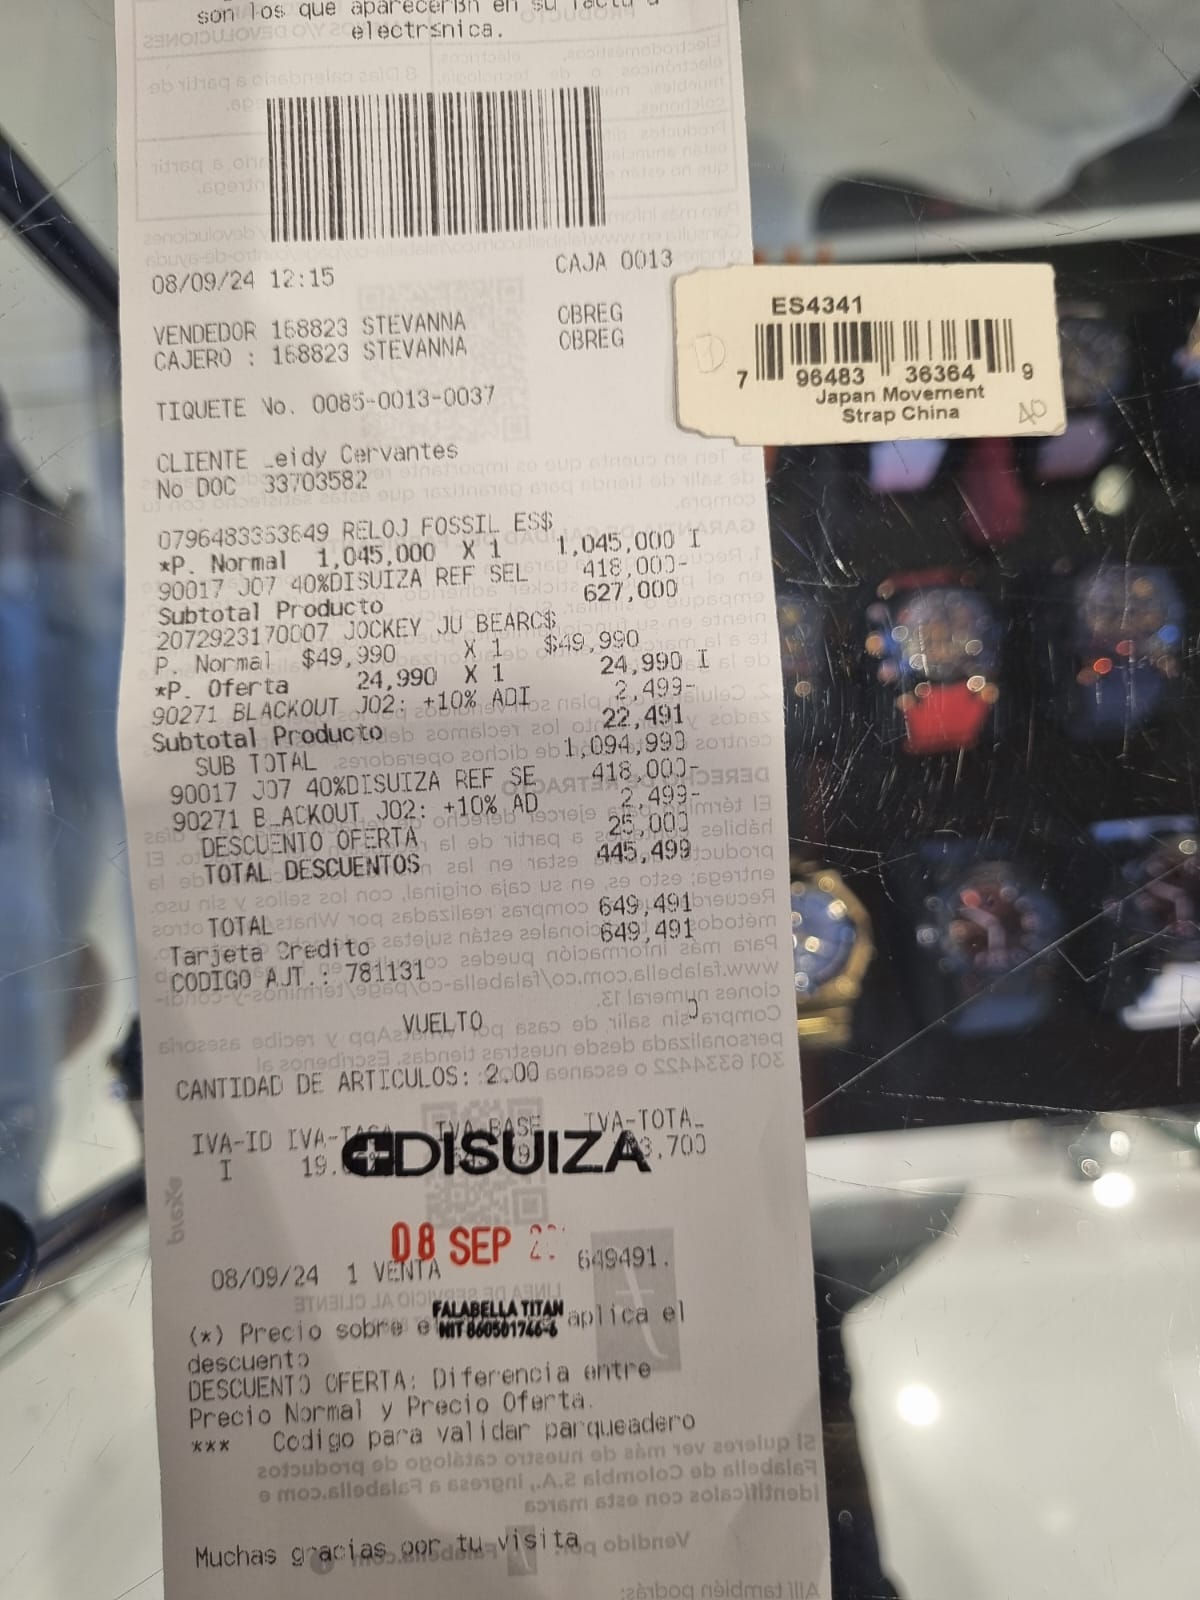 son los que aparecerán en su factura
electrsnica.
08/09/24 12:15 CAJA 0013
VENDEDOR 168823 STEVANNA OBREG
CAJERO : 168823 STEVANNA OBREG
TIQUETE No. 0085-0013-0037
CLIENTE Leidy Cervantes
No DOC 33703582
0796483363649 RELOJ FOSSIL ES$
*P. Normal 1,045,000 X 1 1,045,000 I
90017 J07 40%DISUIZA REF SEL 418,000-
Subtotal Producto 627,000
2072923170007 JOCKEY JU BEARC$
P. Normal $49,990 X 1 $49,990
*P. Oferta 24,990 X 1 24,990 I
90271 BLACKOUT J02: +10% ADI 2,499-
Subtotal Producto 22,491
SUB TOTAL 1,094,990
90017 J07 40%DISUIZA REF SE 418,000-
90271 BLACKOUT J02: +10% AD 2,499-
DESCUENTO OFERTA 25,000
TOTAL DESCUENTOS 445,499
TOTAL 649,491
Tarjeta Credito 649,491
CODIGO AUT.: 781131
VUELTO
CANTIDAD DE ARTICULOS: 2.00
IVA-ID IVA-TASA IVA-BASE IVA-TOTAL
I 19.
DISUIZA
08 SEP
08/09/24 1 VENTA 649491.
FALABELLA TITAN
NIT 860501746-6
(*) Precio sobre el aplica el
descuento
DESCUENTO OFERTA: Diferencia entre
Precio Normal y Precio Oferta.
*** Codigo para validar parqueadero
Muchas gracias por tu visita
ES4341
7 96483 36364 9
Japan Movement
Strap China
40